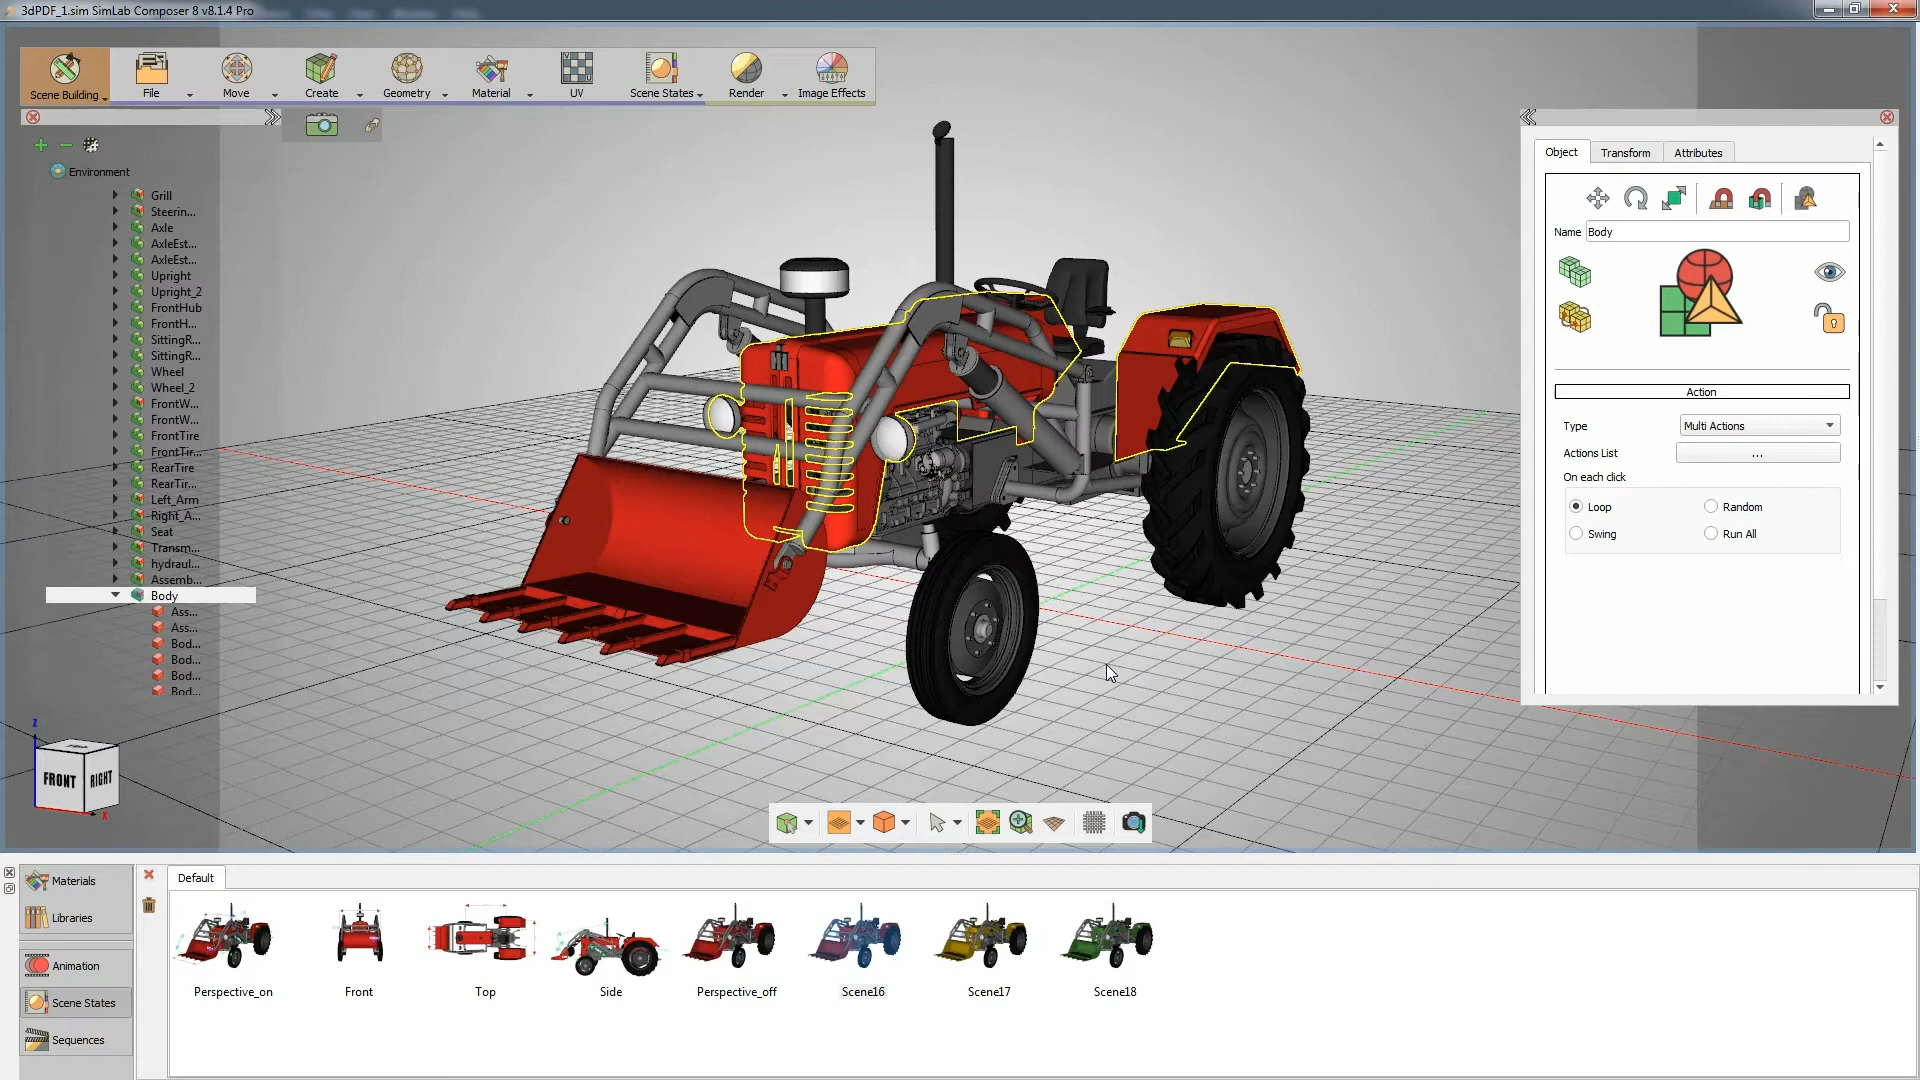 3dPDF_1.sim SimLab Composer 8 v8.1.4 Pro
Scene Building
File
Move
Create
Geometry
Material
UV
Scene States
Render
Image Effects
Environment
Grill
Steerin...
Axle
AxleEst...
AxleEst...
Upright
Upright_2
FrontHub
FrontH...
SittingR...
SittingR...
Wheel
Wheel_2
FrontW...
FrontW...
FrontTire
FrontTir...
RearTire
RearTir...
Left_Arm
Right_A...
Seat
Transm...
hydraul...
Assemb...
Body
Ass...
Ass...
Bod...
Bod...
Bod...
Bod...
Z
FRONT
RIGHT
X
Object
Transform
Attributes
Name Body
Action
Type Multi Actions
Actions List ...
On each click
Loop
Random
Swing
Run All
Materials
Libraries
Animation
Scene States
Sequences
Default
Perspective_on
Front
Top
Side
Perspective_off
Scene16
Scene17
Scene18